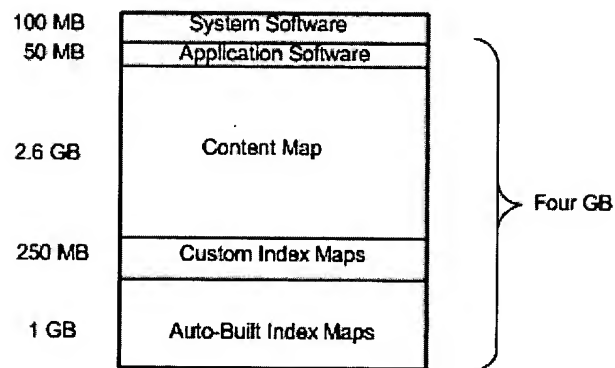 100 MB System Software
50 MB Application Software
2.6 GB Content Map
Four GB
250 MB Custom Index Maps
1 GB Auto-Built Index Maps